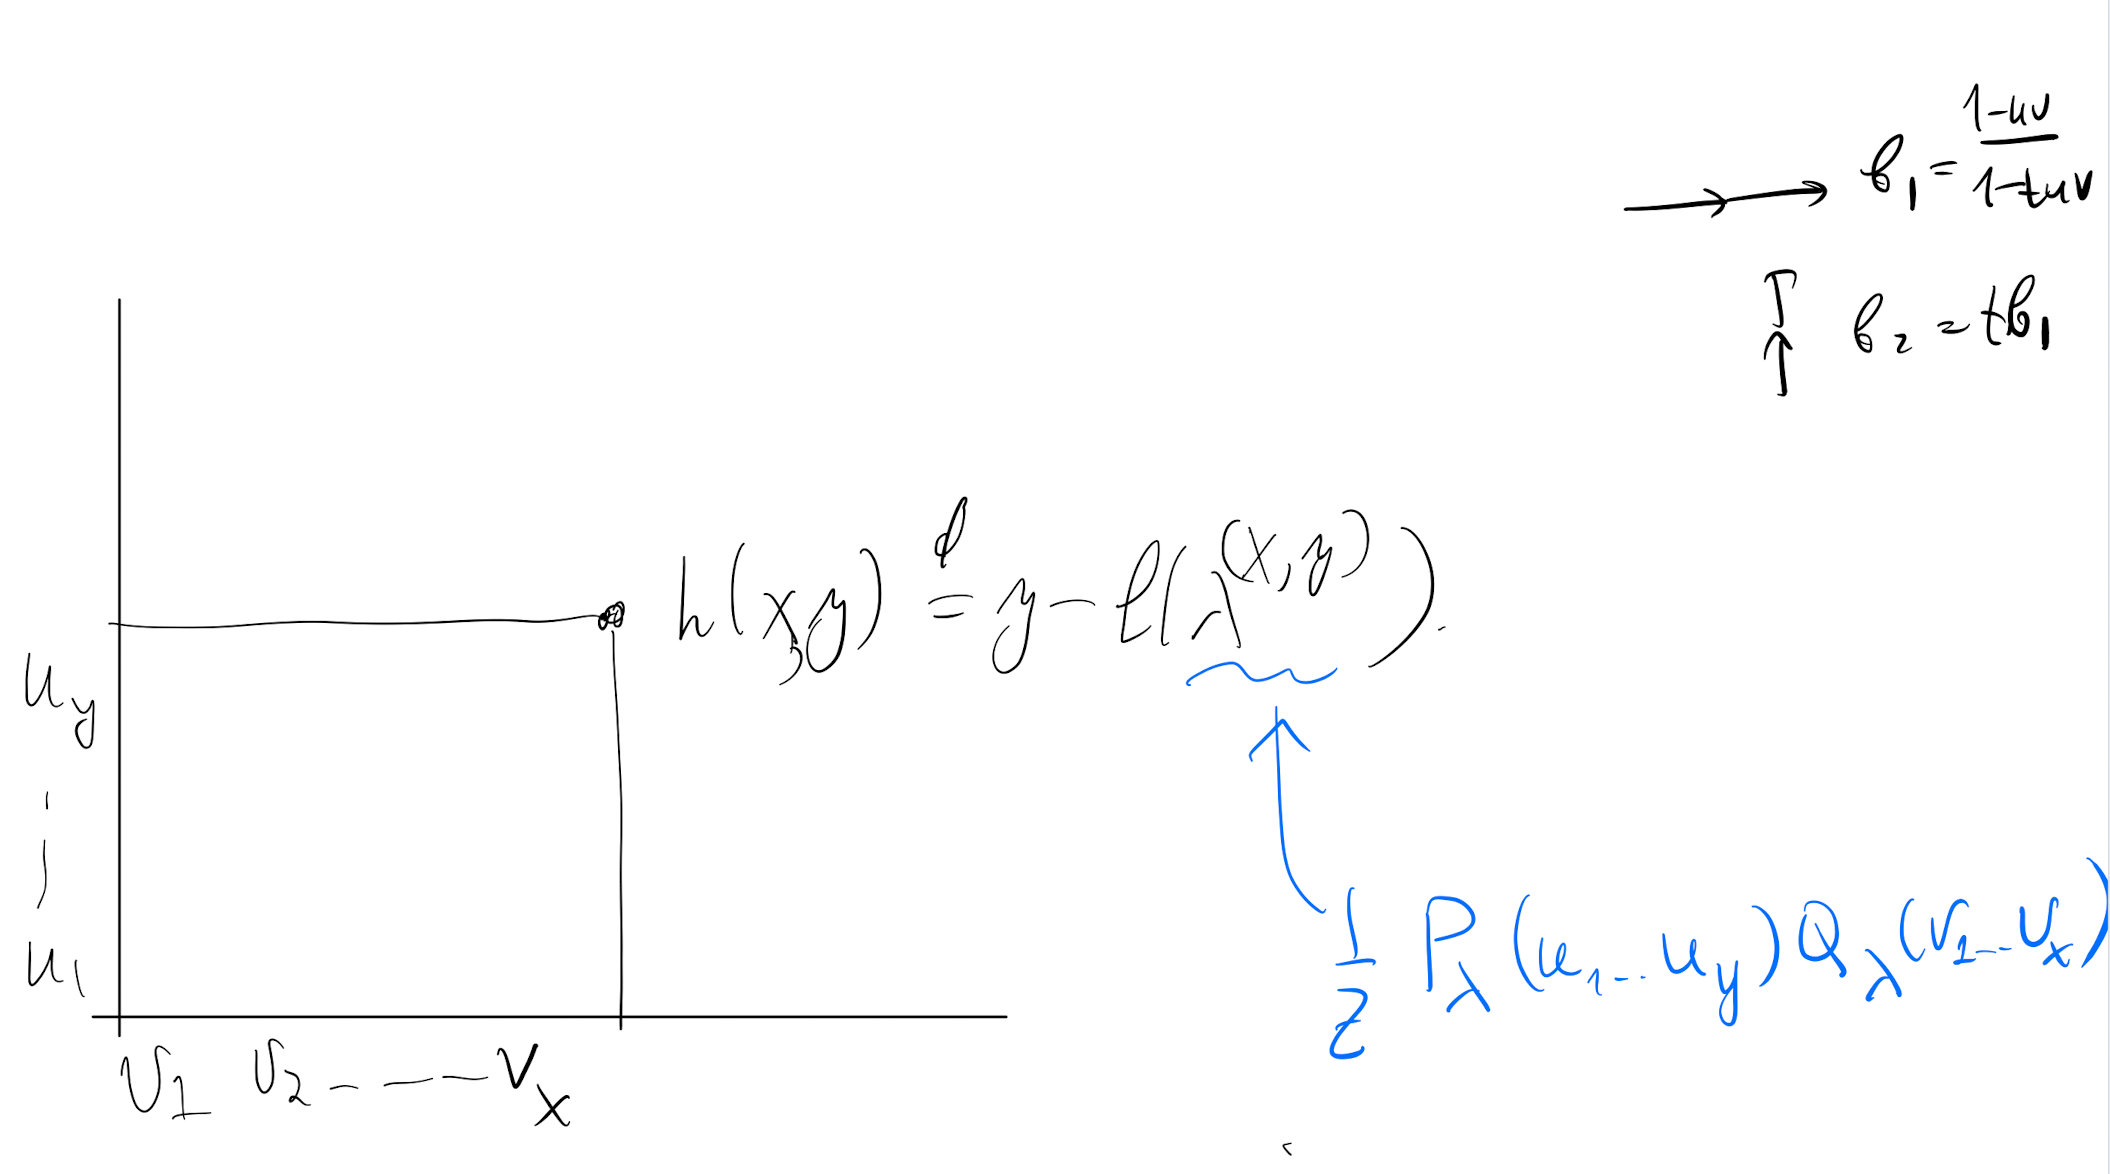 b₁ = (1-uv)/(1-tuv)
b₂ = tb₁
h(x,y) =ᵈ y - ℓ(λ^(x,y)).
u_y
u₁
v₁ v₂ - - - - v_x
1/Z P_λ(u₁...u_y) Q_λ(v₁...v_x)